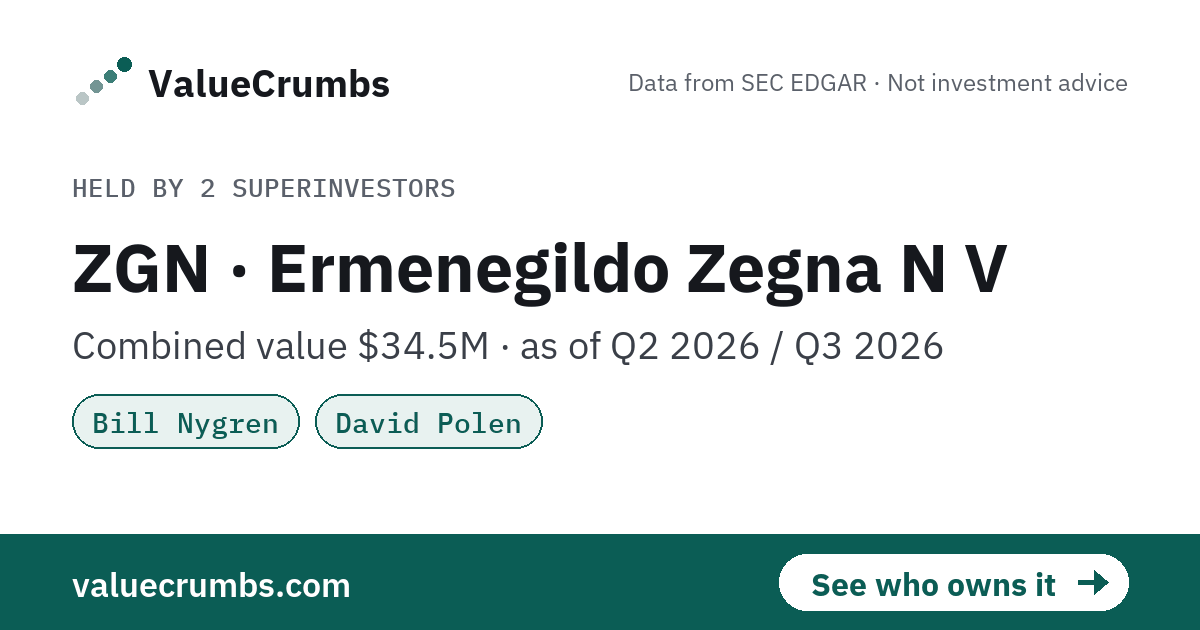 ValueCrumbs
Data from SEC EDGAR · Not investment advice
HELD BY 2 SUPERINVESTORS
ZGN · Ermenegildo Zegna N V
Combined value $34.5M · as of Q2 2026 / Q3 2026
Bill Nygren
David Polen
valuecrumbs.com
See who owns it →